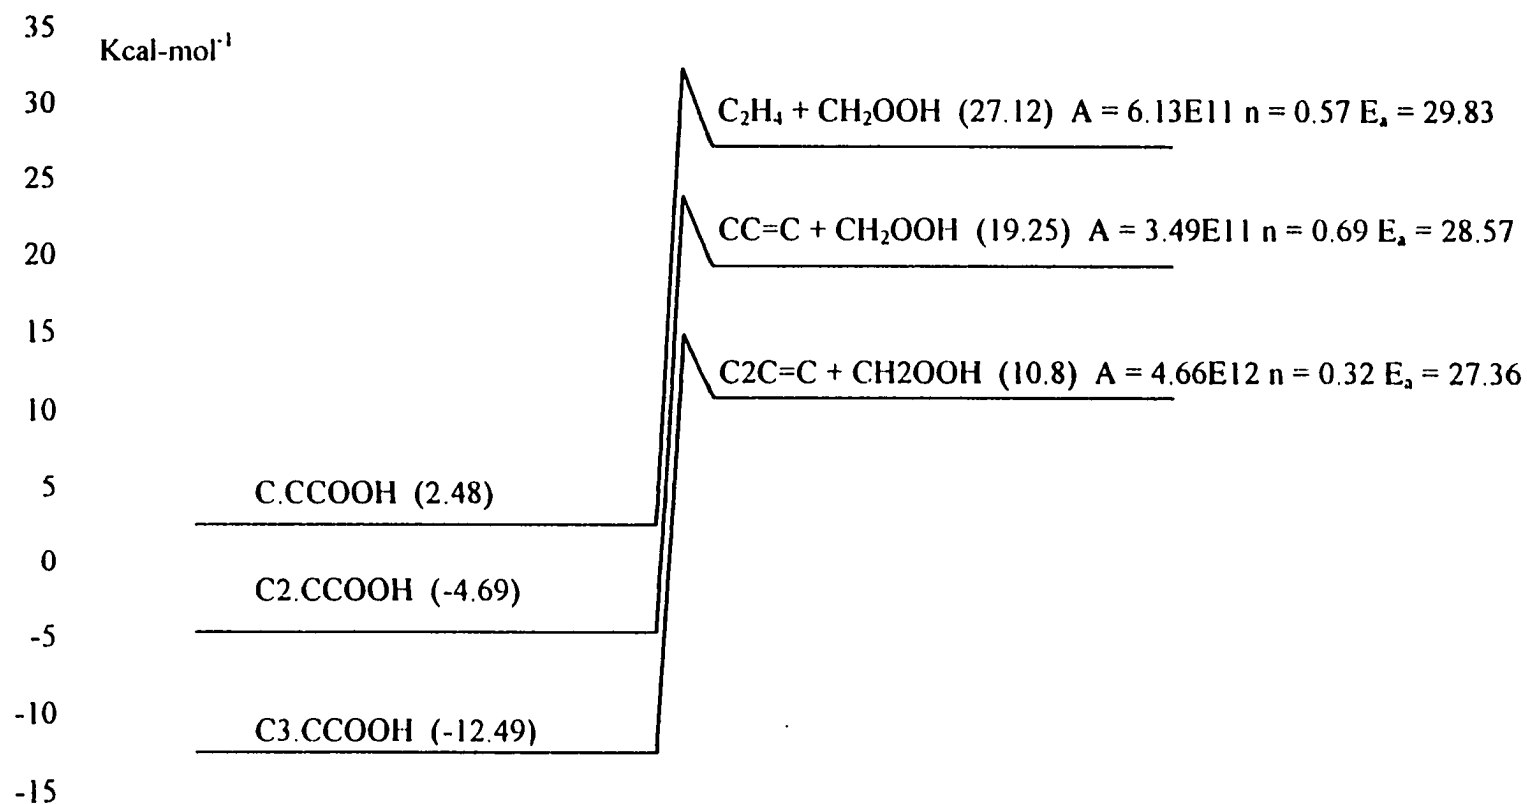 35
Kcal-mol⁻¹
30
C₂H₄ + CH₂OOH (27.12) A = 6.13E11 n = 0.57 Eₐ = 29.83
25
CC=C + CH₂OOH (19.25) A = 3.49E11 n = 0.69 Eₐ = 28.57
20
15
C2C=C + CH2OOH (10.8) A = 4.66E12 n = 0.32 Eₐ = 27.36
10
5
C.CCOOH (2.48)
0
C2.CCOOH (-4.69)
-5
-10
C3.CCOOH (-12.49)
-15